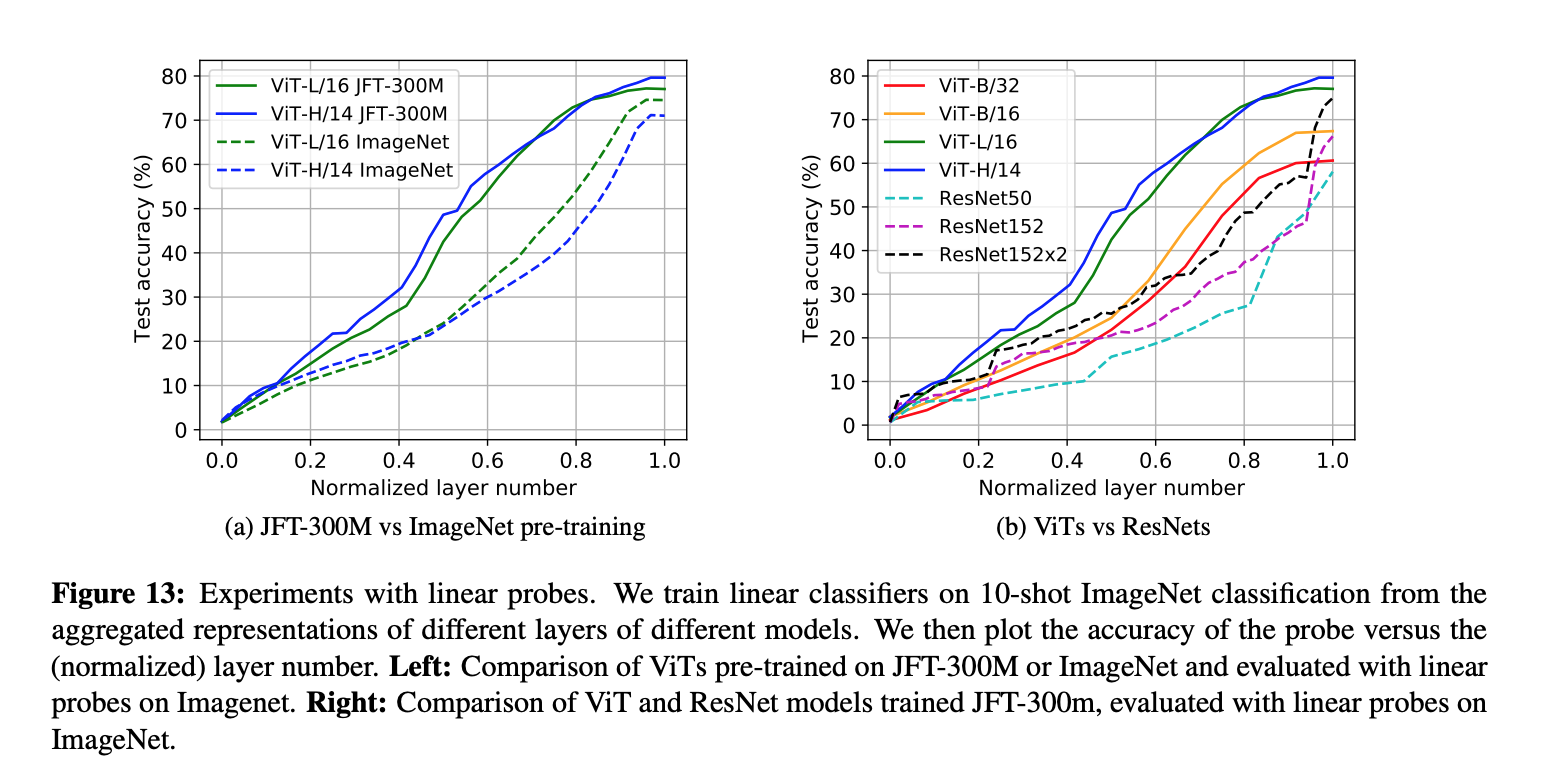 80
70
60
50
40
30
20
10
0
Test accuracy (%)
ViT-L/16 JFT-300M
ViT-H/14 JFT-300M
ViT-L/16 ImageNet
ViT-H/14 ImageNet
0.0 0.2 0.4 0.6 0.8 1.0
Normalized layer number
(a) JFT-300M vs ImageNet pre-training
80
70
60
50
40
30
20
10
0
Test accuracy (%)
ViT-B/32
ViT-B/16
ViT-L/16
ViT-H/14
ResNet50
ResNet152
ResNet152x2
0.0 0.2 0.4 0.6 0.8 1.0
Normalized layer number
(b) ViTs vs ResNets
Figure 13: Experiments with linear probes. We train linear classifiers on 10-shot ImageNet classification from the
aggregated representations of different layers of different models. We then plot the accuracy of the probe versus the
(normalized) layer number. Left: Comparison of ViTs pre-trained on JFT-300M or ImageNet and evaluated with linear
probes on Imagenet. Right: Comparison of ViT and ResNet models trained JFT-300m, evaluated with linear probes on
ImageNet.